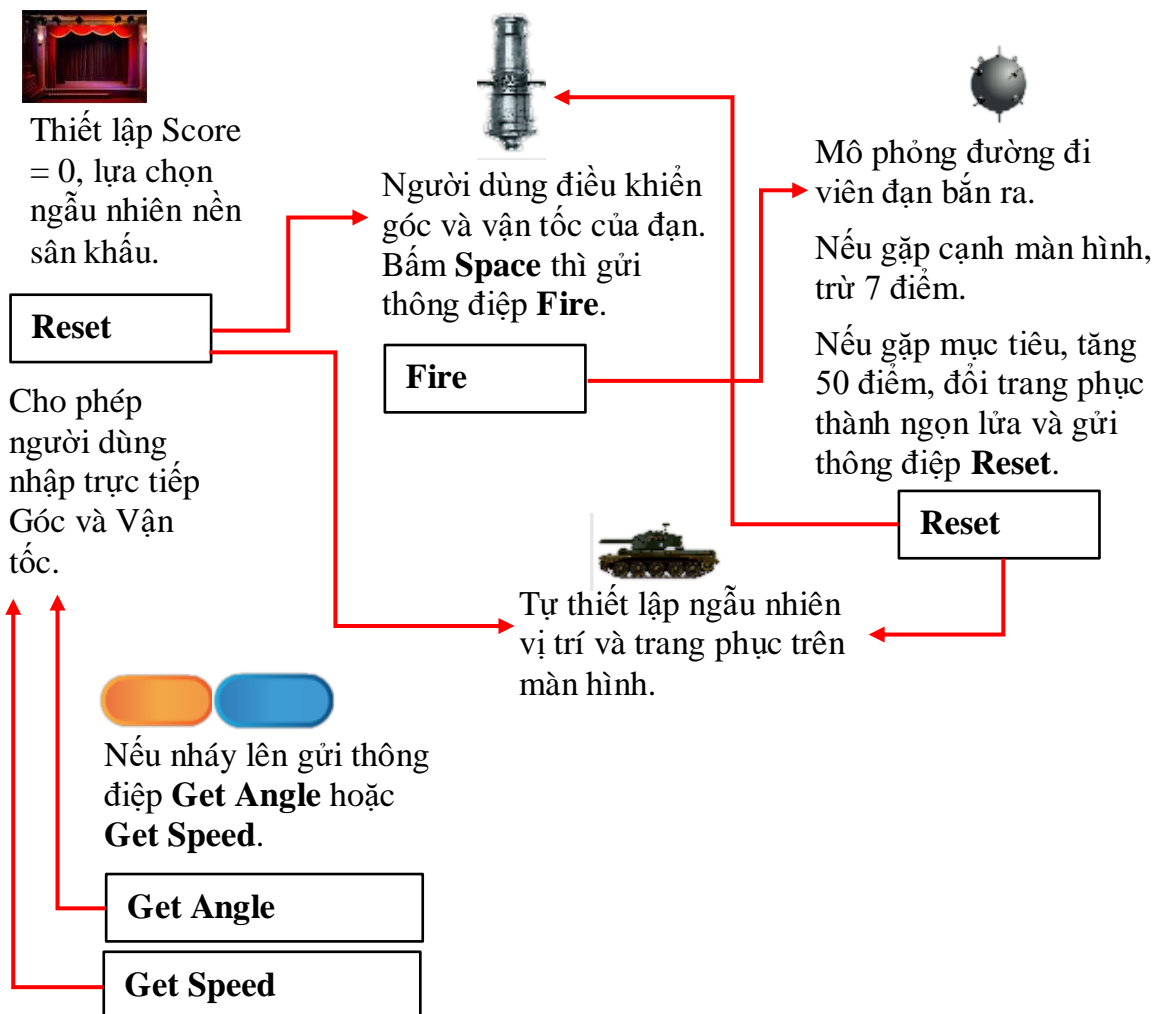 Thiết lập Score
= 0, lựa chọn
ngẫu nhiên nền
sân khấu.
Reset
Cho phép
người dùng
nhập trực tiếp
Góc và Vận
tốc.
Người dùng điều khiển
góc và vận tốc của đạn.
Bấm Space thì gửi
thông điệp Fire.
Fire
Mô phỏng đường đi
viên đạn bắn ra.
Nếu gặp cạnh màn hình,
trừ 7 điểm.
Nếu gặp mục tiêu, tăng
50 điểm, đổi trang phục
thành ngọn lửa và gửi
thông điệp Reset.
Reset
Tự thiết lập ngẫu nhiên
vị trí và trang phục trên
màn hình.
Nếu nháy lên gửi thông
điệp Get Angle hoặc
Get Speed.
Get Angle
Get Speed